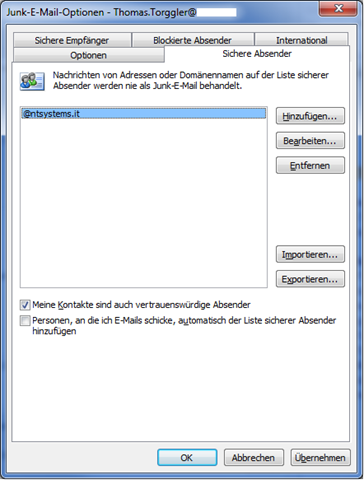 Junk-E-Mail-Optionen - Thomas.Torggler@
Sichere Empfänger
Blockierte Absender
International
Optionen
Sichere Absender
Nachrichten von Adressen oder Domänennamen auf der Liste sicherer
Absender werden nie als Junk-E-Mail behandelt.
@ntsystems.it
Hinzufügen...
Bearbeiten...
Entfernen
Importieren...
Exportieren...
Meine Kontakte sind auch vertrauenswürdige Absender
Personen, an die ich E-Mails schicke, automatisch der Liste sicherer Absender
hinzufügen
OK
Abbrechen
Übernehmen